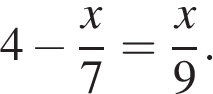 4 − x/7 = x/9.